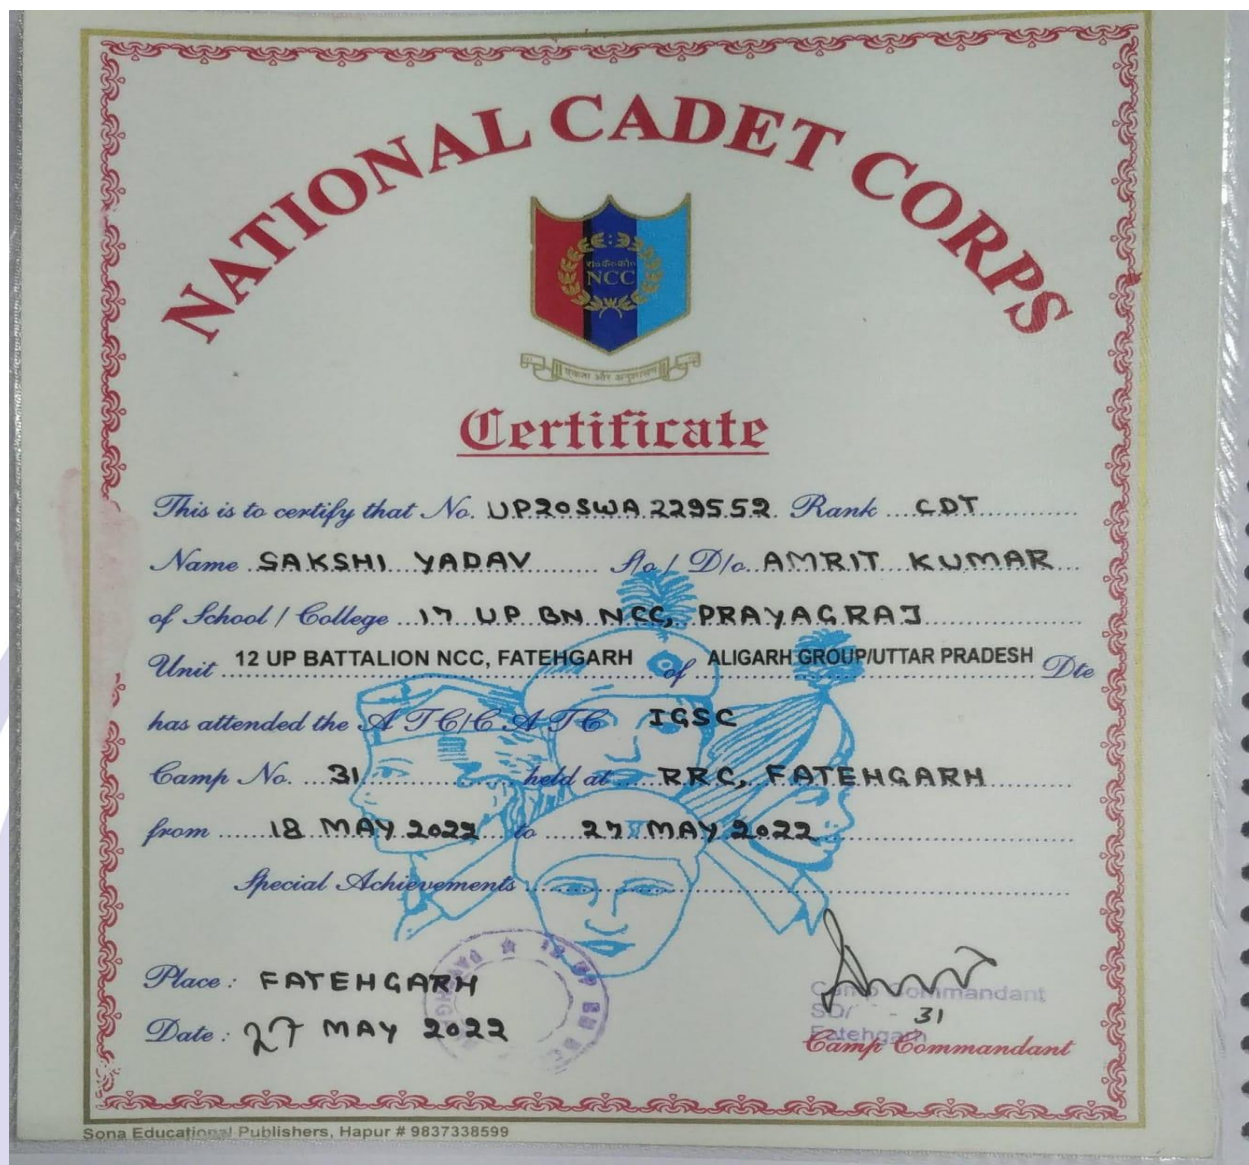 NATIONAL CADET CORPS
रा॰कै॰को॰
NCC
एकता और अनुशासन
Certificate
This is to certify that No. UP20SWA229552 Rank CDT
Name SAKSHI YADAV S/o/ D/o AMRIT KUMAR
of School / College 17 UP BN NCC, PRAYAGRAJ
Unit 12 UP BATTALION NCC, FATEHGARH of ALIGARH GROUP/UTTAR PRADESH Dte
has attended the A T C/C A T C IGSC
Camp No. 31 held at RRC, FATEHGARH
from 18 MAY 2022 to 27 MAY 2022
Special Achievements
Place : FATEHGARH
Date : 27 MAY 2022
Camp Commandant
31
Fatehgarh
Camp Commandant
Sona Educational Publishers, Hapur # 9837338599